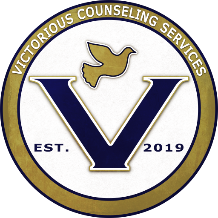 VICTORIOUS COUNSELING SERVICES
V
EST. 2019